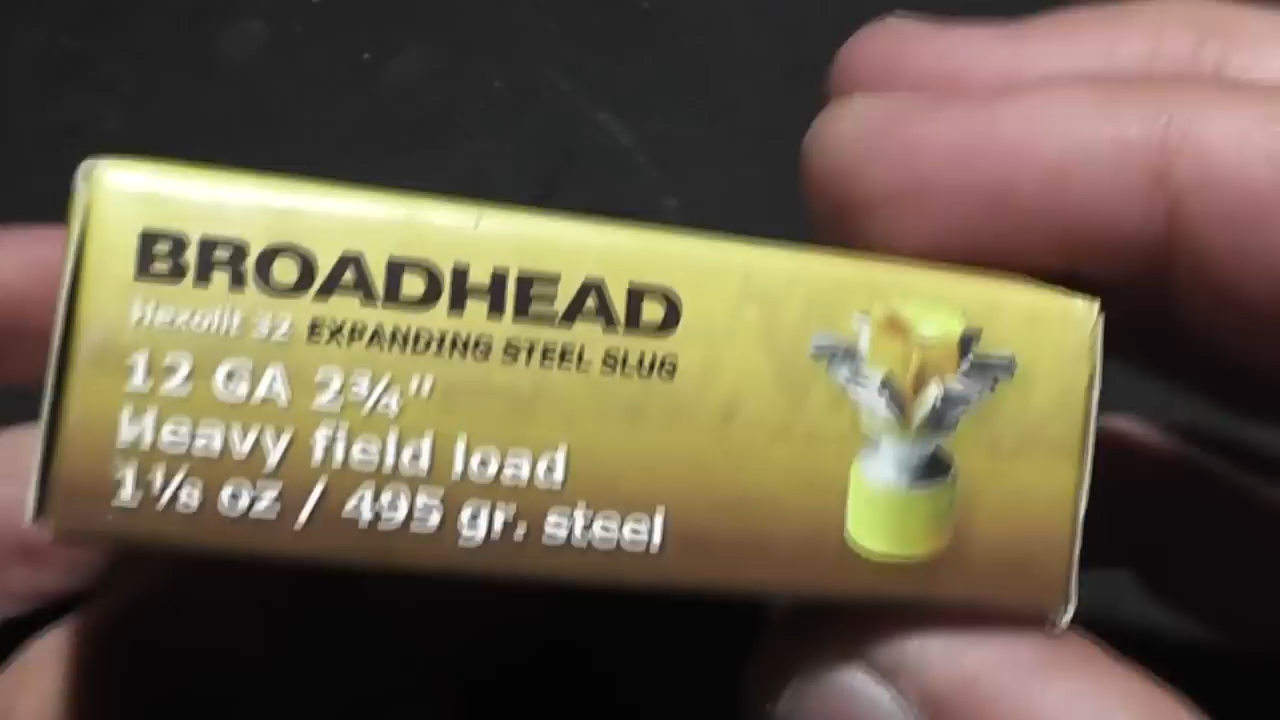 BROADHEAD
Hexolit 32 EXPANDING STEEL SLUG
12 GA 2¾"
Heavy field load
1⅛ oz / 495 gr. steel